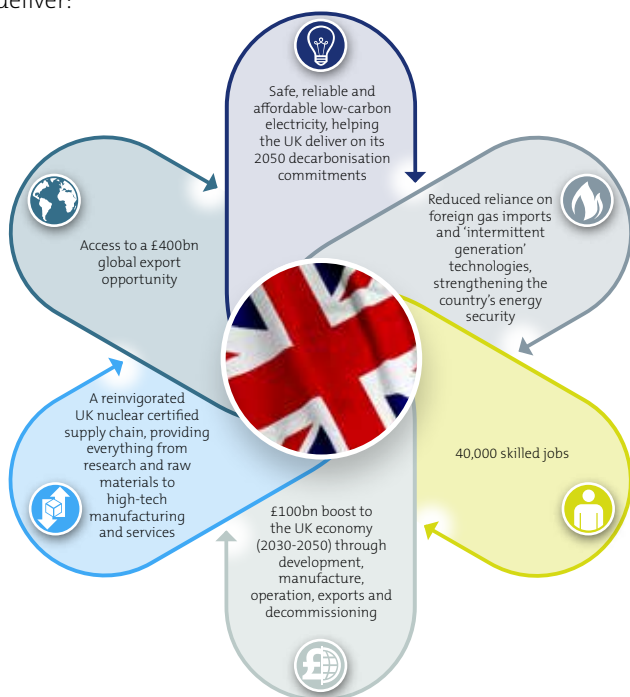 deliver:
Safe, reliable and
affordable low-carbon
electricity, helping
the UK deliver on its
2050 decarbonisation
commitments
Reduced reliance on
foreign gas imports
and ‘intermittent
generation’
technologies,
strengthening the
country’s energy
security
40,000 skilled jobs
£100bn boost to
the UK economy
(2030-2050) through
development,
manufacture,
operation, exports and
decommissioning
A reinvigorated
UK nuclear certified
supply chain, providing
everything from
research and raw
materials to
high-tech
manufacturing
and services
Access to a £400bn
global export
opportunity
£